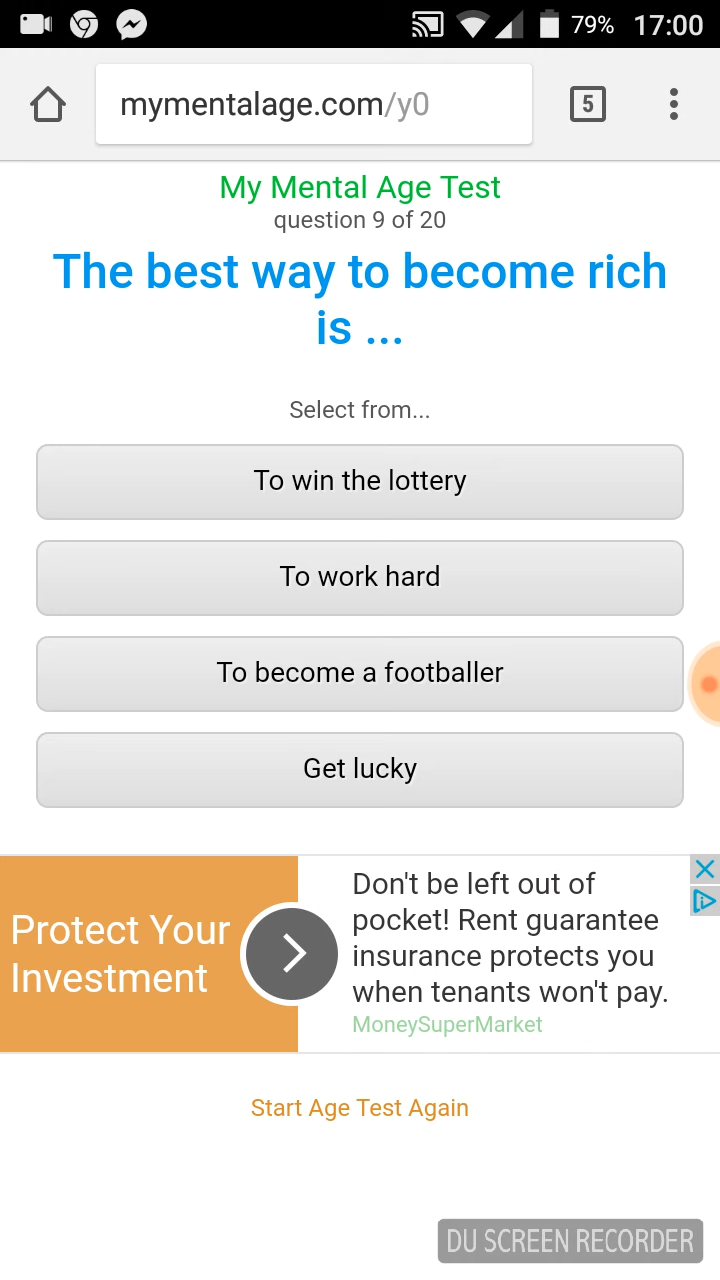 79% 17:00
mymentalage.com/y0
5
My Mental Age Test
question 9 of 20
The best way to become rich
is ...
Select from...
To win the lottery
To work hard
To become a footballer
Get lucky
Protect Your
Investment
Don't be left out of
pocket! Rent guarantee
insurance protects you
when tenants won't pay.
MoneySuperMarket
Start Age Test Again
DU SCREEN RECORDER